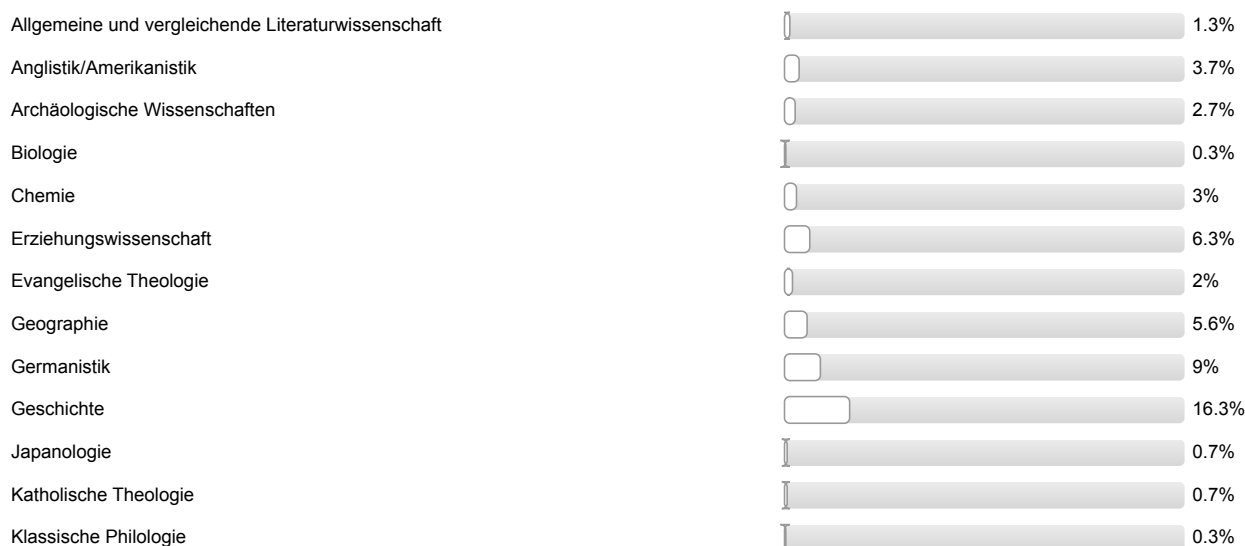 Allgemeine und vergleichende Literaturwissenschaft 1.3%
Anglistik/Amerikanistik 3.7%
Archäologische Wissenschaften 2.7%
Biologie 0.3%
Chemie 3%
Erziehungswissenschaft 6.3%
Evangelische Theologie 2%
Geographie 5.6%
Germanistik 9%
Geschichte 16.3%
Japanologie 0.7%
Katholische Theologie 0.7%
Klassische Philologie 0.3%